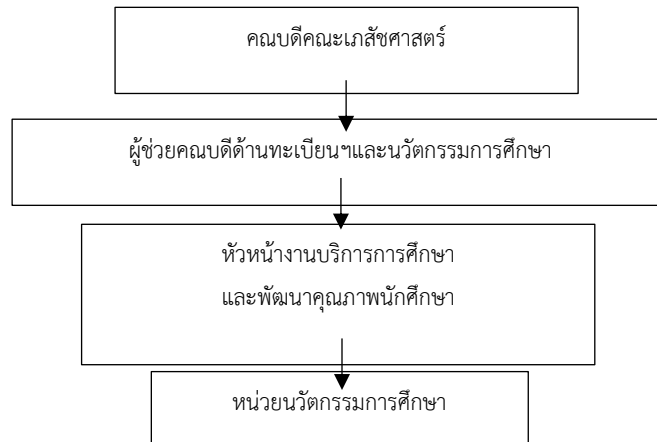 คณบดีคณะเภสัชศาสตร์
ผู้ช่วยคณบดีด้านทะเบียนฯและนวัตกรรมการศึกษา
หัวหน้างานบริการการศึกษา
และพัฒนาคุณภาพนักศึกษา
หน่วยนวัตกรรมการศึกษา